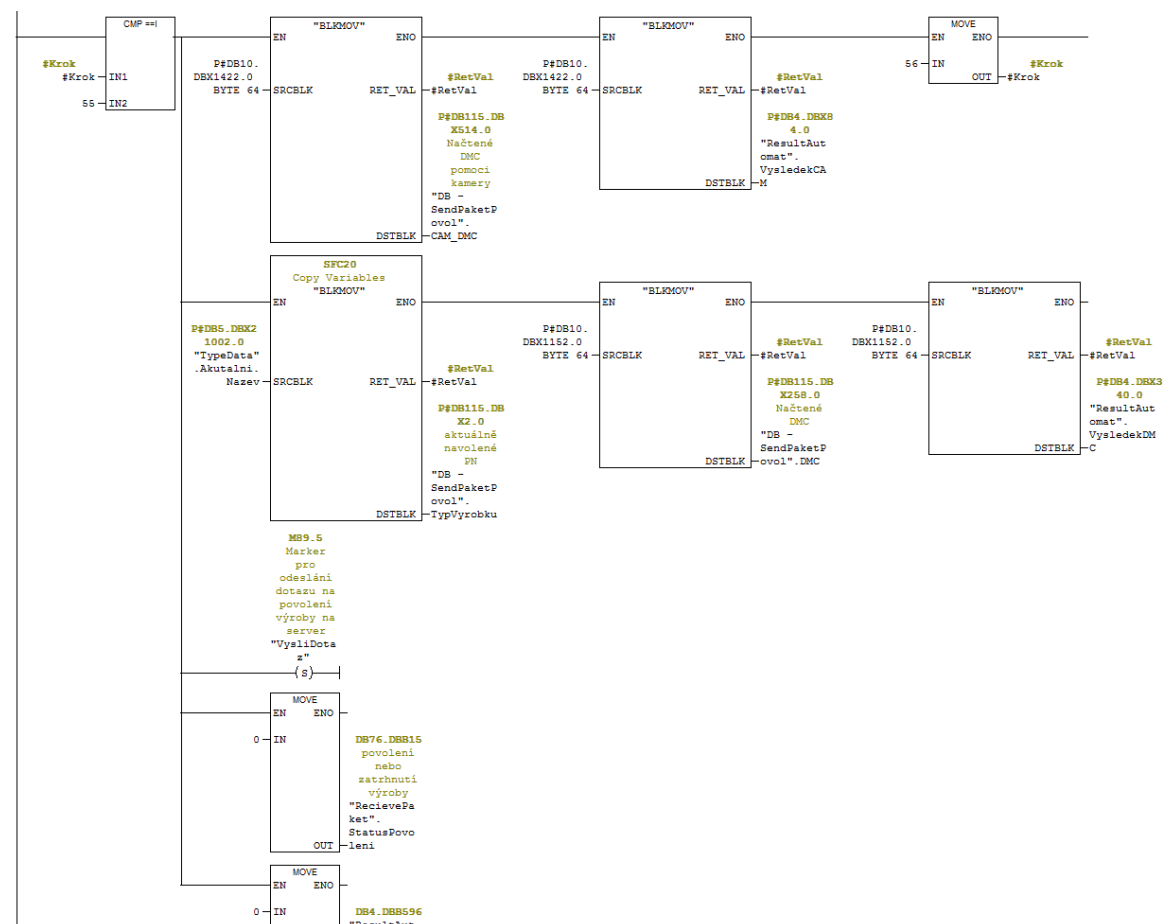 CMP ==I
#Krok
#Krok
IN1
55
IN2
"BLKMOV"
EN
ENO
P#DB10.
DBX1422.0
BYTE 64
SRCBLK
RET_VAL
#RetVal
#RetVal
P#DB115.DB
X514.0
Načtené
DMC
pomoci
kamery
"DB -
SendPaketP
ovol".
DSTBLK
CAM_DMC
"BLKMOV"
EN
ENO
P#DB10.
DBX1422.0
BYTE 64
SRCBLK
RET_VAL
#RetVal
#RetVal
P#DB4.DBX8
4.0
"ResultAut
omat".
VysledekCA
DSTBLK
M
MOVE
EN
ENO
56
IN
#Krok
OUT
#Krok
SFC20
Copy Variables
"BLKMOV"
EN
ENO
P#DB5.DBX2
1002.0
"TypeData"
.Akutalni.
Nazev
SRCBLK
RET_VAL
#RetVal
#RetVal
P#DB115.DB
X2.0
aktuálně
navolené
PN
"DB -
SendPaketP
ovol".
DSTBLK
TypVyrobku
"BLKMOV"
EN
ENO
P#DB10.
DBX1152.0
BYTE 64
SRCBLK
RET_VAL
#RetVal
#RetVal
P#DB115.DB
X258.0
Načtené
DMC
"DB -
SendPaketP
DSTBLK
ovol".DMC
"BLKMOV"
EN
ENO
P#DB10.
DBX1152.0
BYTE 64
SRCBLK
RET_VAL
#RetVal
#RetVal
P#DB4.DBX3
40.0
"ResultAut
omat".
VysledekDM
DSTBLK
C
M89.5
Marker
pro
odeslání
dotazu na
povolení
výroby na
server
"VysliDota
z"
(S)
MOVE
EN
ENO
0
IN
DB76.DBB15
povolení
nebo
zatrhnutí
výroby
"RecievePa
ket".
StatusPovo
OUT
leni
MOVE
EN
ENO
0
IN
DB4.DBB596
"ResultAut